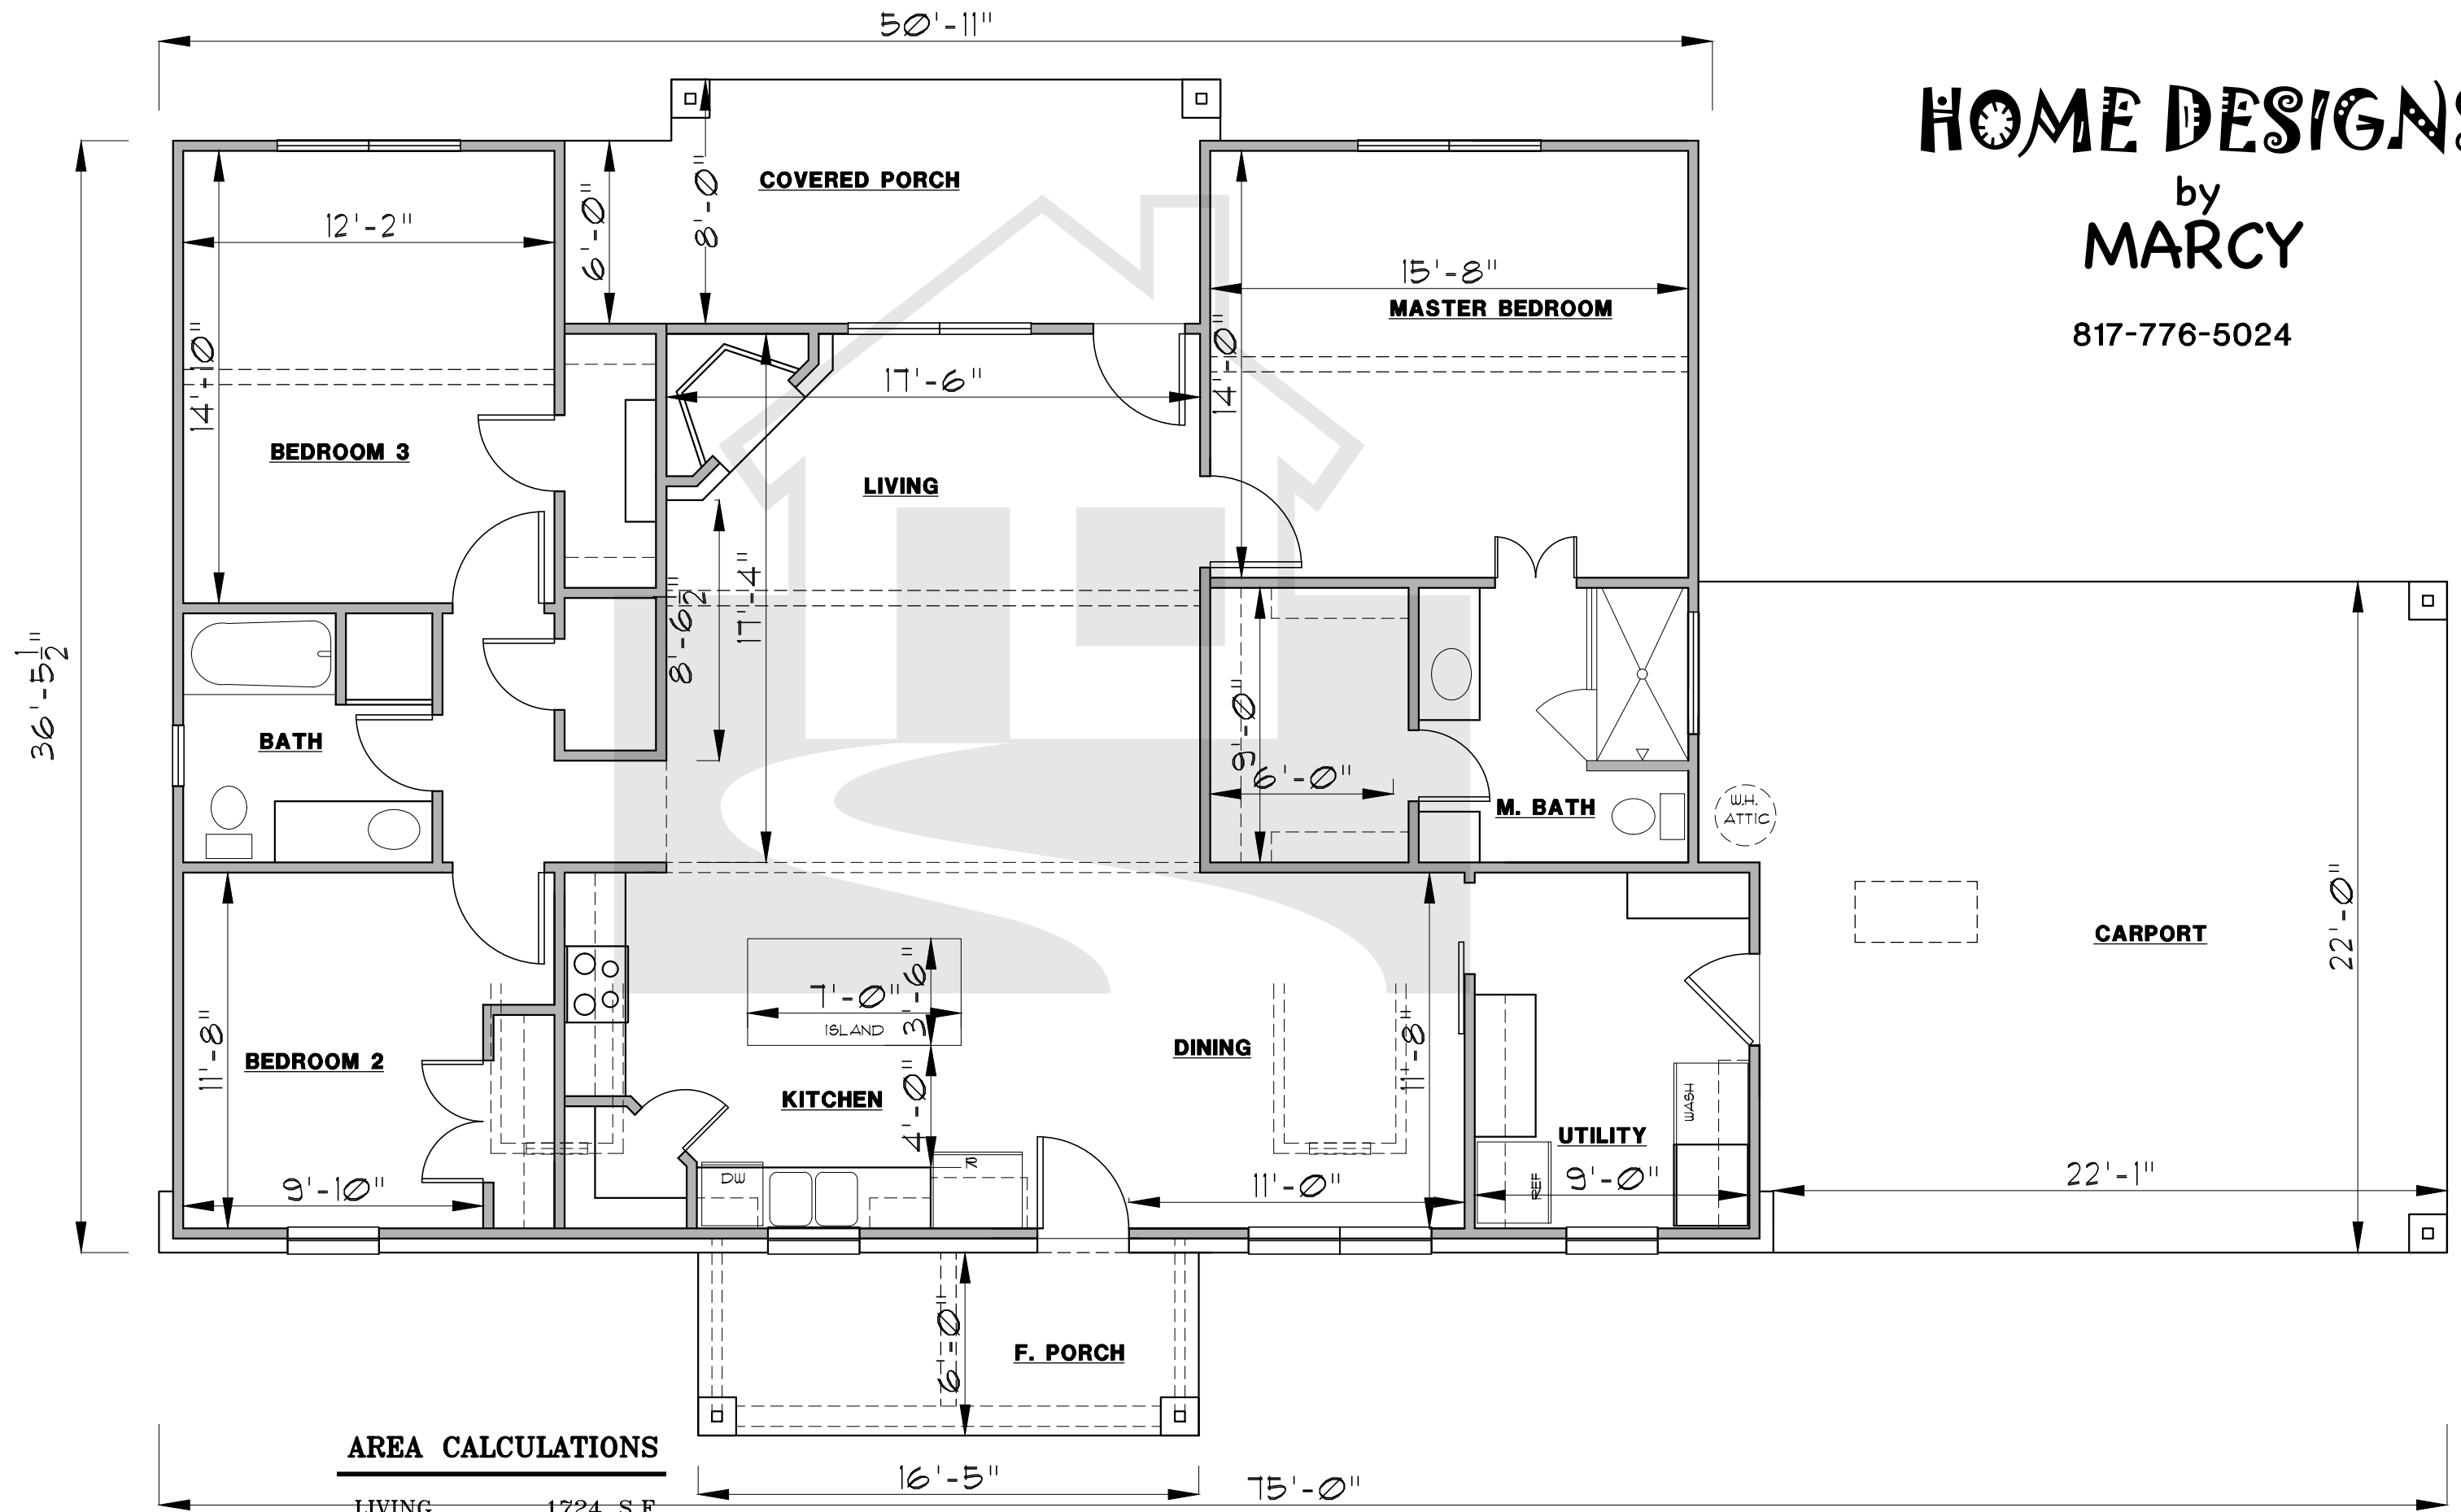 50'-11"
HOME DESIGNS
by
MARCY
817-776-5024
COVERED PORCH
12'-2"
6'-0"
8'-0"
15'-8"
MASTER BEDROOM
14'-10"
17'-6"
14'-0"
BEDROOM 3
LIVING
36'-5 1/2"
8'-6 1/2"
17'-4"
BATH
9'-0"
6'-0"
M. BATH
W.H.
ATTIC
22'-0"
CARPORT
3'-6"
7'-0"
ISLAND
11'-8"
BEDROOM 2
DINING
11'-8"
KITCHEN
4'-0"
WASH
UTILITY
DW
R
REF
9'-10"
11'-0"
9'-0"
22'-1"
6'-0"
F. PORCH
AREA CALCULATIONS
16'-5"
75'-0"
LIVING 1724 S.F.